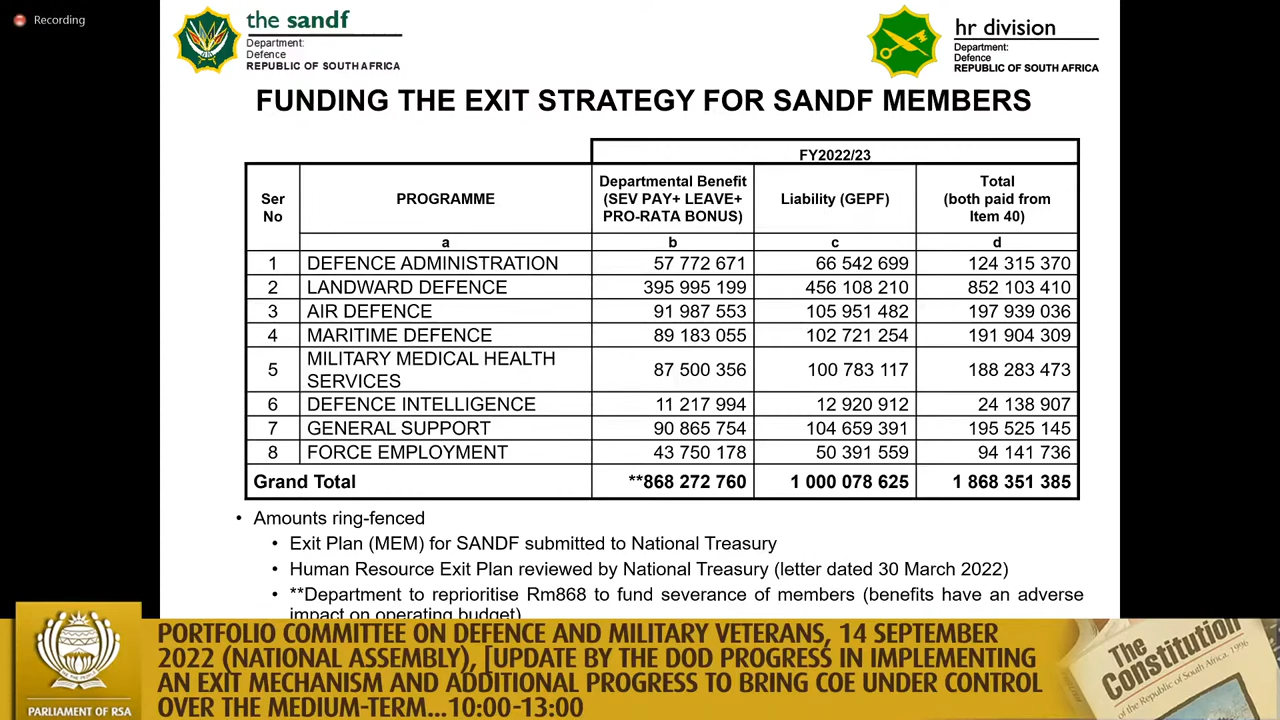 Recording
the sandf
Department:
Defence
REPUBLIC OF SOUTH AFRICA
hr division
Department:
Defence
REPUBLIC OF SOUTH AFRICA
FUNDING THE EXIT STRATEGY FOR SANDF MEMBERS
FY2022/23
Ser No
PROGRAMME
Departmental Benefit
(SEV PAY+ LEAVE+
PRO-RATA BONUS)
Liability (GEPF)
Total
(both paid from
Item 40)
a b c d
1 DEFENCE ADMINISTRATION 57 772 671 66 542 699 124 315 370
2 LANDWARD DEFENCE 395 995 199 456 108 210 852 103 410
3 AIR DEFENCE 91 987 553 105 951 482 197 939 036
4 MARITIME DEFENCE 89 183 055 102 721 254 191 904 309
5 MILITARY MEDICAL HEALTH
SERVICES 87 500 356 100 783 117 188 283 473
6 DEFENCE INTELLIGENCE 11 217 994 12 920 912 24 138 907
7 GENERAL SUPPORT 90 865 754 104 659 391 195 525 145
8 FORCE EMPLOYMENT 43 750 178 50 391 559 94 141 736
Grand Total **868 272 760 1 000 078 625 1 868 351 385
• Amounts ring-fenced
• Exit Plan (MEM) for SANDF submitted to National Treasury
• Human Resource Exit Plan reviewed by National Treasury (letter dated 30 March 2022)
• **Department to reprioritise Rm868 to fund severance of members (benefits have an adverse
impact on operating budget)
PORTFOLIO COMMITTEE ON DEFENCE AND MILITARY VETERANS, 14 SEPTEMBER
2022 (NATIONAL ASSEMBLY), [UPDATE BY THE DOD PROGRESS IN IMPLEMENTING
AN EXIT MECHANISM AND ADDITIONAL PROGRESS TO BRING COE UNDER CONTROL
OVER THE MEDIUM-TERM...10:00-13:00
PARLIAMENT OF RSA
The
Constitution
of the Republic of South Africa, 1996